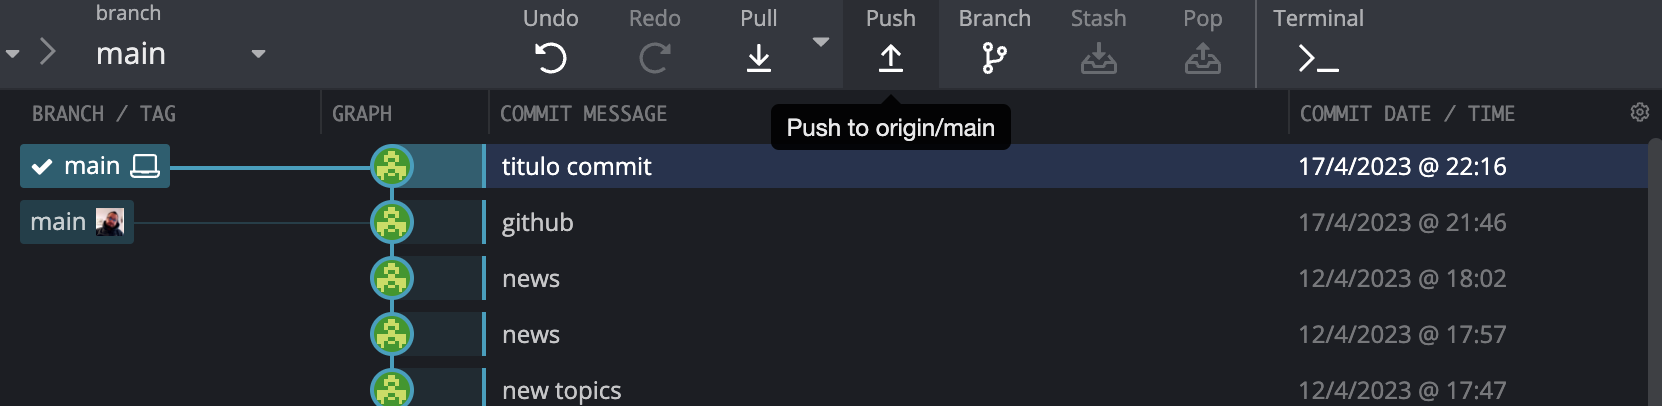 branch
main
Undo Redo Pull Push Branch Stash Pop Terminal
BRANCH / TAG GRAPH COMMIT MESSAGE COMMIT DATE / TIME
Push to origin/main
main titulo commit 17/4/2023 @ 22:16
main github 17/4/2023 @ 21:46
news 12/4/2023 @ 18:02
news 12/4/2023 @ 17:57
new topics 12/4/2023 @ 17:47